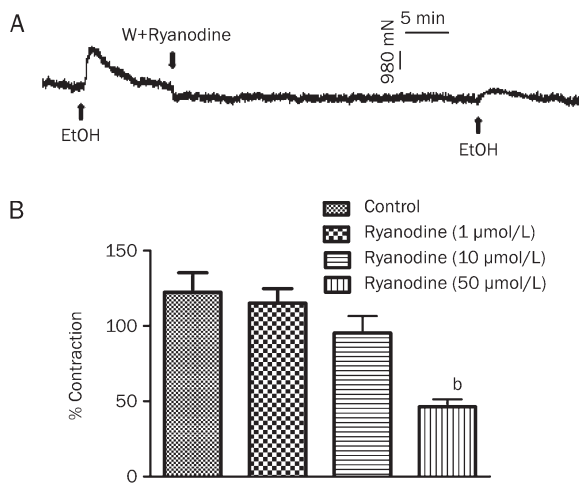 A
W+Ryanodine
5 min
980 mN
EtOH
EtOH
B
Control
Ryanodine (1 μmol/L)
Ryanodine (10 μmol/L)
Ryanodine (50 μmol/L)
150
100
50
0
% Contraction
b